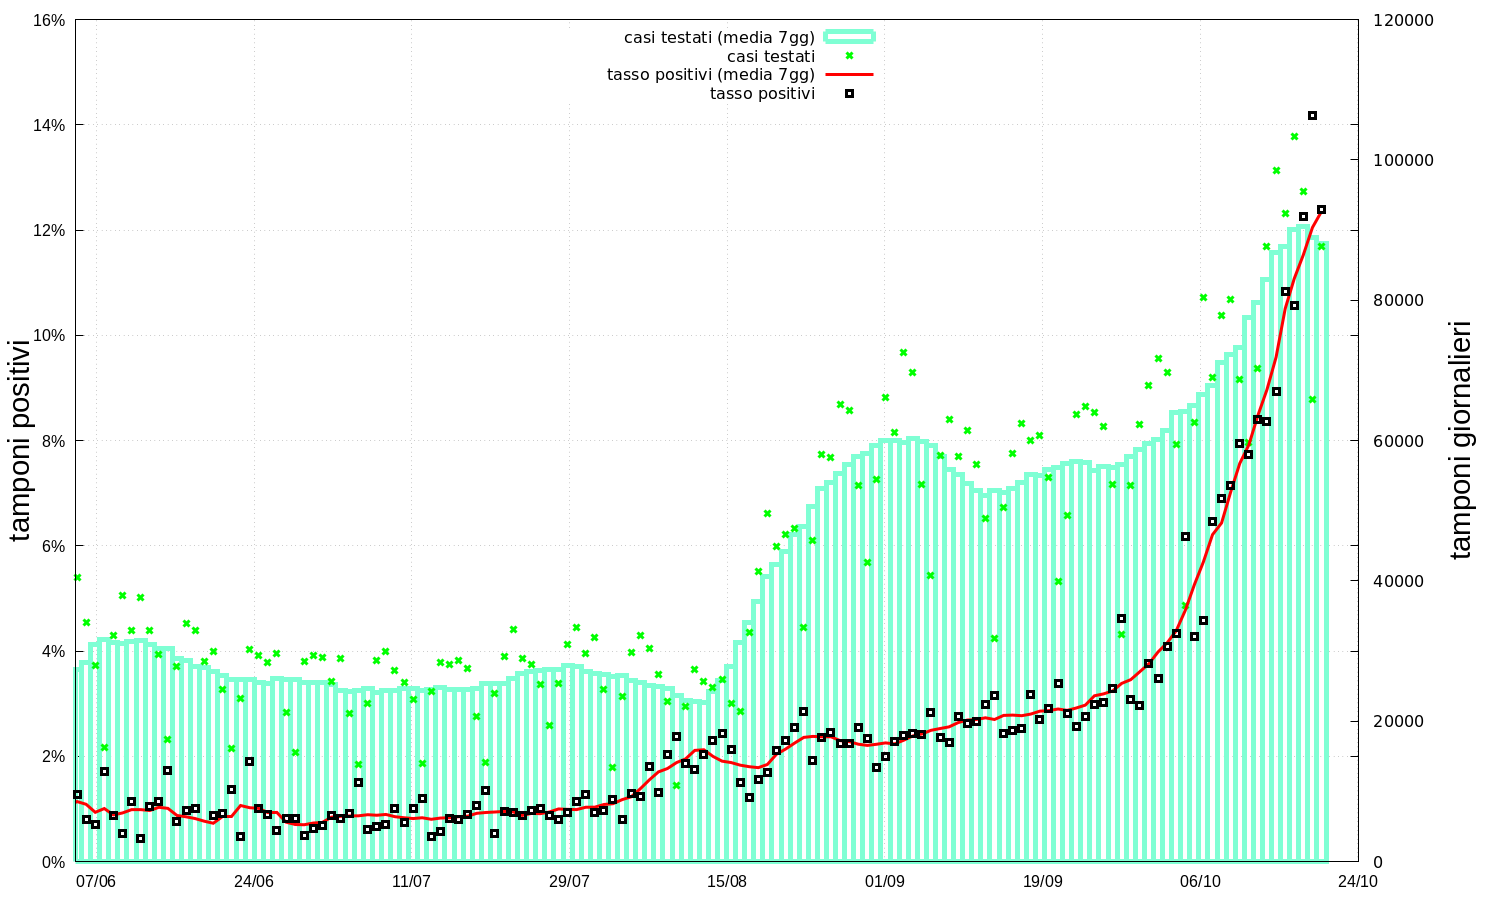 casi testati (media 7gg)
casi testati
tasso positivi (media 7gg)
tasso positivi
tamponi positivi
16%
14%
12%
10%
8%
6%
4%
2%
0%
120000
100000
80000
60000
40000
20000
0
tamponi giornalieri
07/06 24/06 11/07 29/07 15/08 01/09 19/09 06/10 24/10